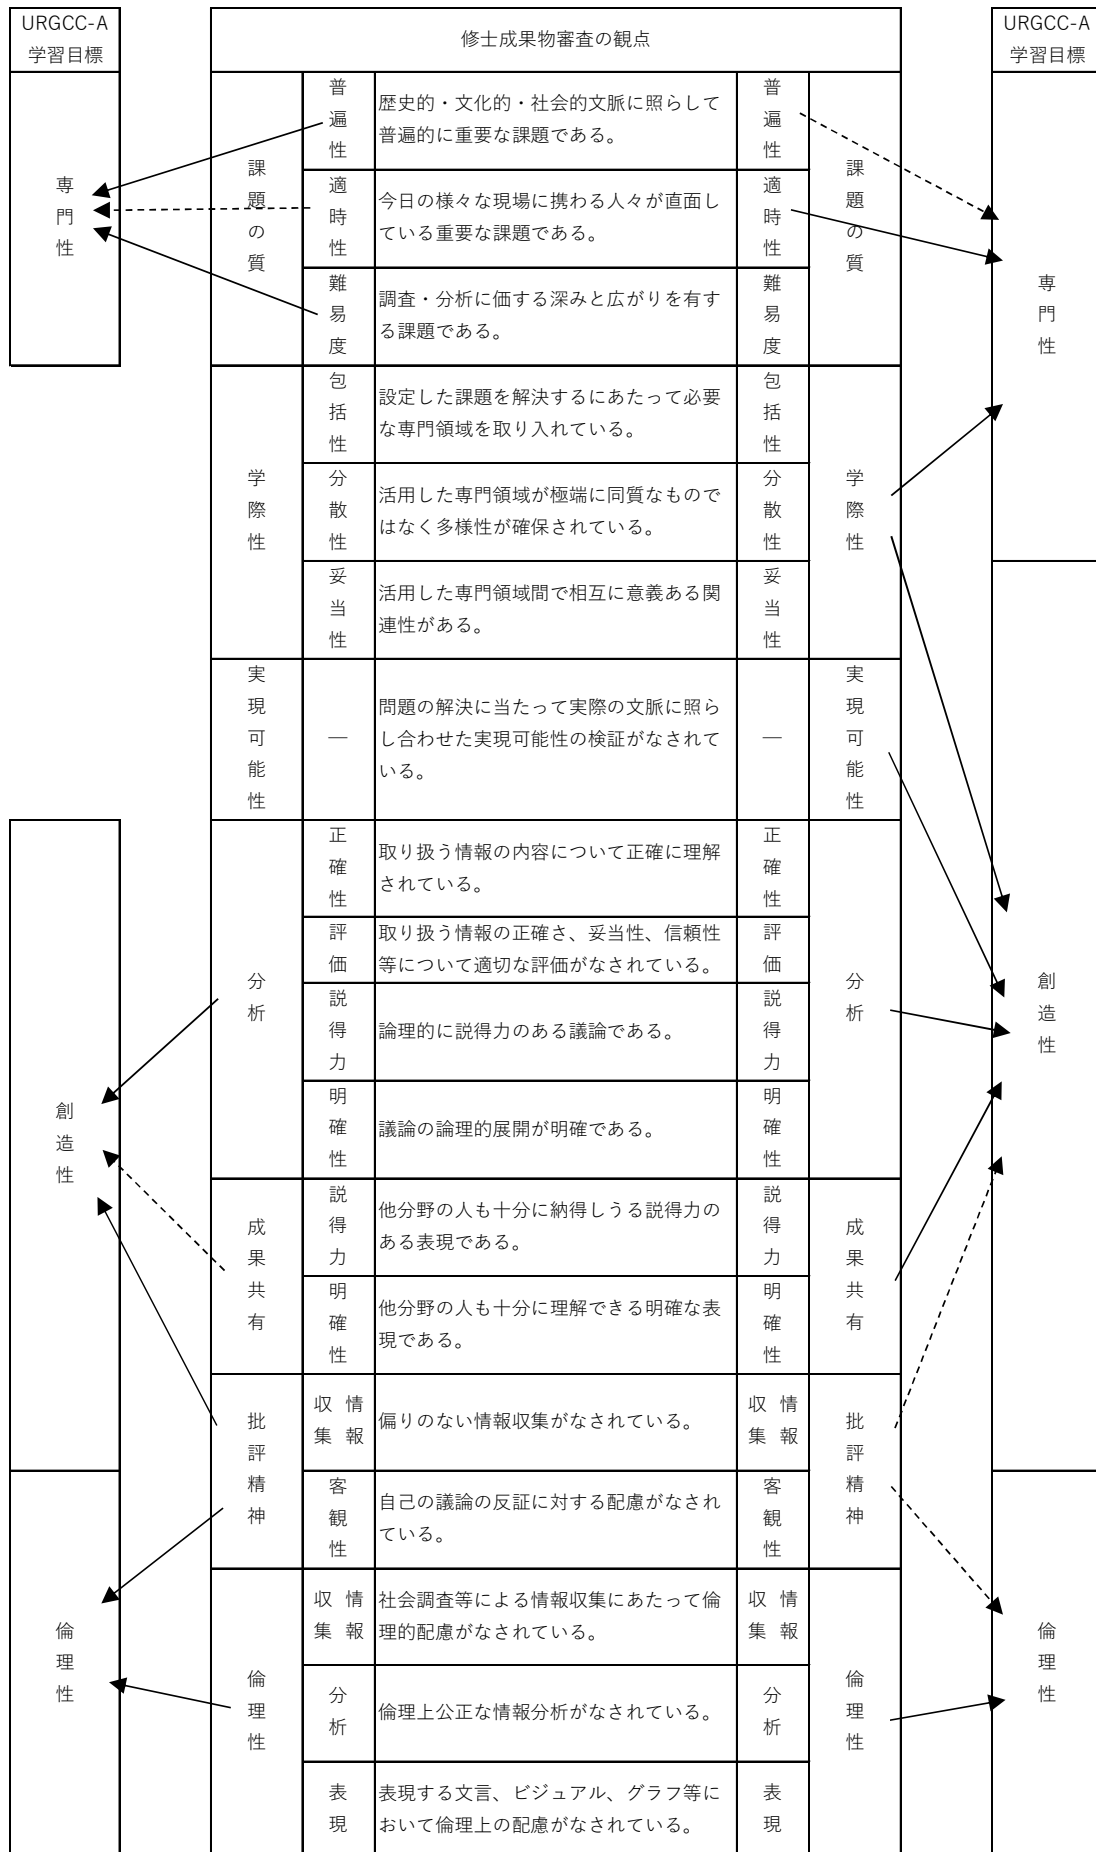 URGCC-A
学習目標
修士成果物審査の観点
URGCC-A
学習目標
専門性
課題の質
普遍性
歴史的・文化的・社会的文脈に照らして
普遍的に重要な課題である。
普遍性
課題の質
専門性
適時性
今日の様々な現場に携わる人々が直面し
ている重要な課題である。
適時性
難易度
調査・分析に価する深みと広がりを有す
る課題である。
難易度
学際性
包括性
設定した課題を解決するにあたって必要
な専門領域を取り入れている。
包括性
学際性
分散性
活用した専門領域が極端に同質なもので
はなく多様性が確保されている。
分散性
妥当性
活用した専門領域間で相互に意義ある関
連性がある。
妥当性
実現可能性
―
問題の解決に当たって実際の文脈に照ら
し合わせた実現可能性の検証がなされて
いる。
―
実現可能性
創造性
分析
正確性
取り扱う情報の内容について正確に理解
されている。
正確性
分析
創造性
評価
取り扱う情報の正確さ、妥当性、信頼性
等について適切な評価がなされている。
評価
説得力
論理的に説得力のある議論である。
説得力
明確性
議論の論理的展開が明確である。
明確性
成果共有
説得力
他分野の人も十分に納得しうる説得力の
ある表現である。
説得力
成果共有
明確性
他分野の人も十分に理解できる明確な表
現である。
明確性
批評精神
情報収集
偏りのない情報収集がなされている。
情報収集
批評精神
倫理性
客観性
自己の議論の反証に対する配慮がなされ
ている。
客観性
倫理性
倫理性
情報収集
社会調査等による情報収集にあたって倫
理的配慮がなされている。
情報収集
倫理性
分析
倫理上公正な情報分析がなされている。
分析
表現
表現する文言、ビジュアル、グラフ等に
おいて倫理上の配慮がなされている。
表現